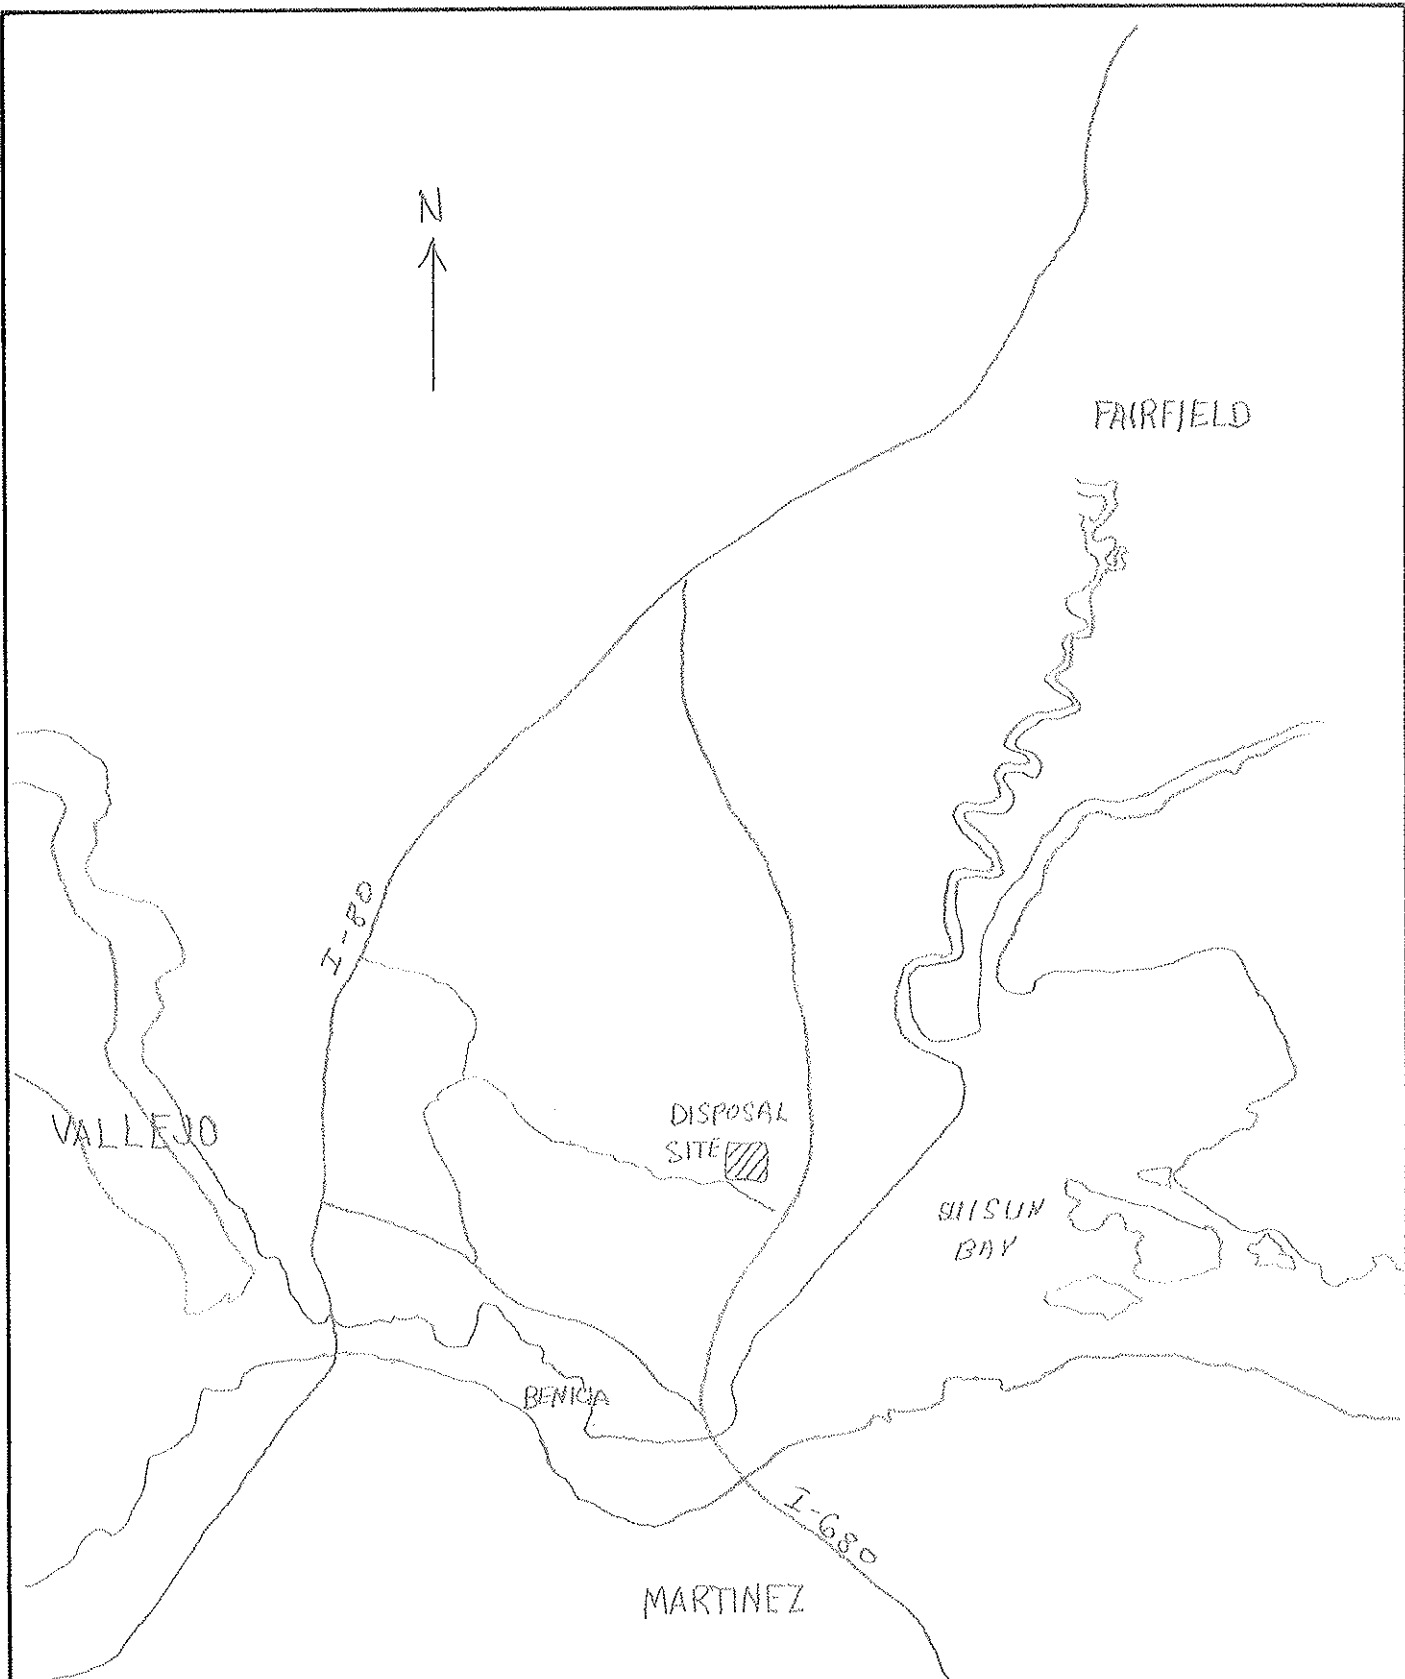 N
FAIRFIELD
I-80
VALLEJO
DISPOSAL
SITE
SUISUN
BAY
BENICIA
I-680
MARTINEZ